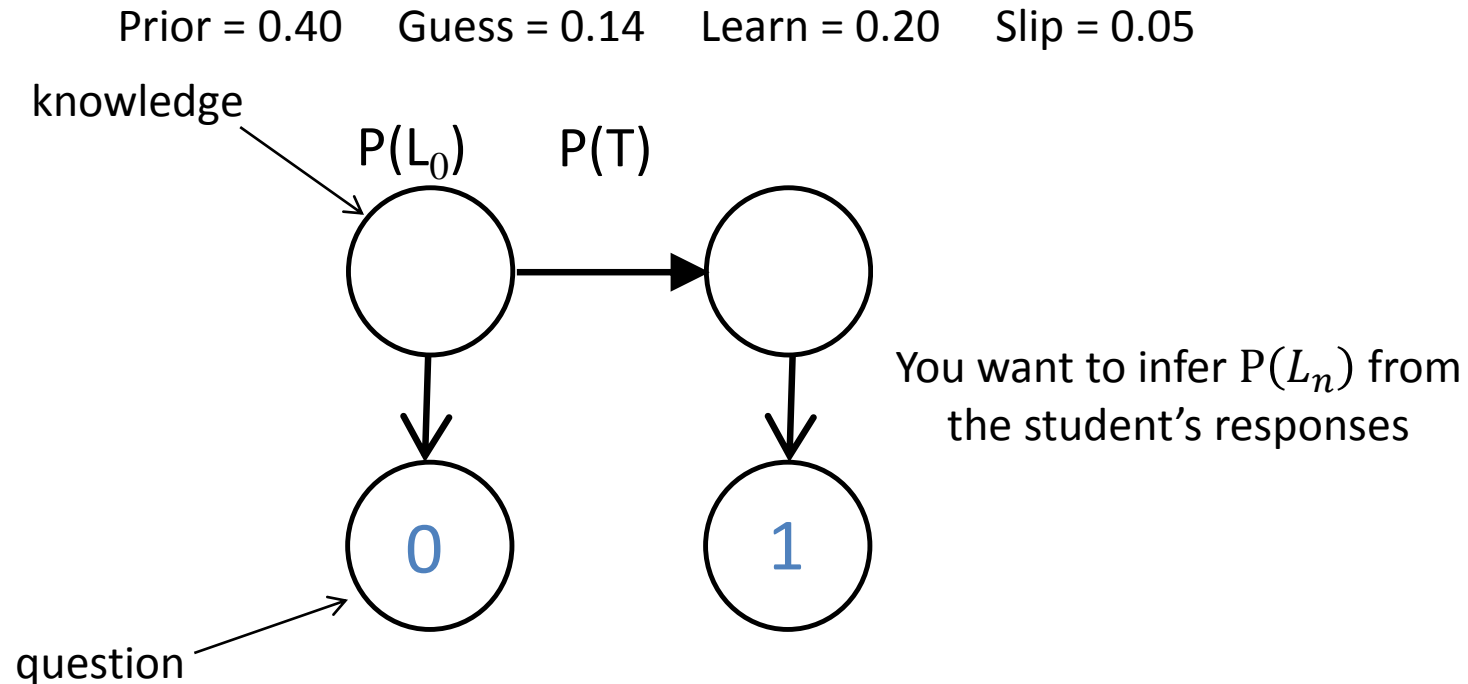 Prior = 0.40 Guess = 0.14 Learn = 0.20 Slip = 0.05
knowledge
P(L₀) P(T)
You want to infer P(Lₙ) from
the student’s responses
0 1
question